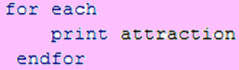 for each
print attraction
endfor